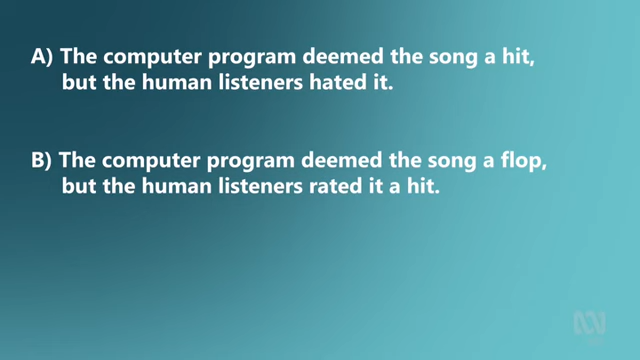 A) The computer program deemed the song a hit,
but the human listeners hated it.
B) The computer program deemed the song a flop,
but the human listeners rated it a hit.